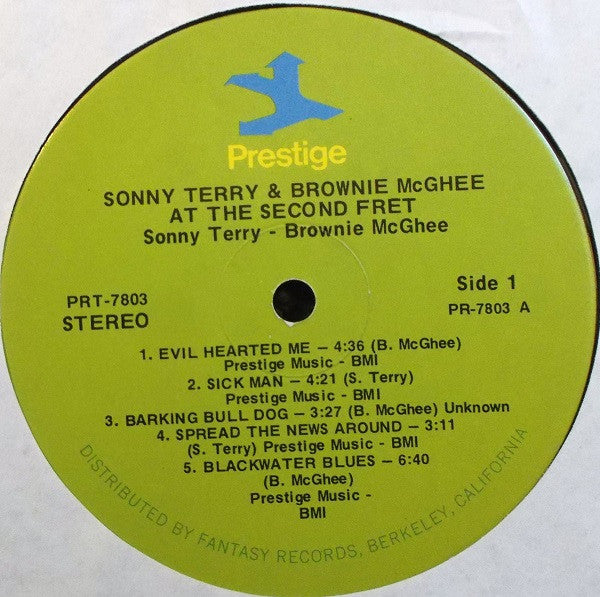 Prestige
SONNY TERRY & BROWNIE McGHEE
AT THE SECOND FRET
Sonny Terry - Brownie McGhee
PRT-7803
STEREO
Side 1
PR-7803 A
1. EVIL HEARTED ME – 4:36 (B. McGhee)
Prestige Music - BMI
2. SICK MAN – 4:21 (S. Terry)
Prestige Music - BMI
3. BARKING BULL DOG – 3:27 (B. McGhee) Unknown
4. SPREAD THE NEWS AROUND – 3:11
(S. Terry) Prestige Music – BMI
5. BLACKWATER BLUES – 6:40
(B. McGhee)
Prestige Music -
BMI
DISTRIBUTED BY FANTASY RECORDS, BERKELEY, CALIFORNIA